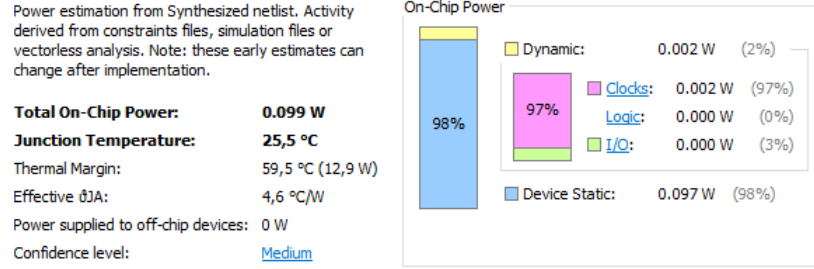 Power estimation from Synthesized netlist. Activity
derived from constraints files, simulation files or
vectorless analysis. Note: these early estimates can
change after implementation.
Total On-Chip Power: 0.099 W
Junction Temperature: 25,5 °C
Thermal Margin: 59,5 °C (12,9 W)
Effective ϑJA: 4,6 °C/W
Power supplied to off-chip devices: 0 W
Confidence level: Medium
On-Chip Power
Dynamic: 0.002 W (2%)
Clocks: 0.002 W (97%)
Logic: 0.000 W (0%)
I/O: 0.000 W (3%)
97%
98%
Device Static: 0.097 W (98%)